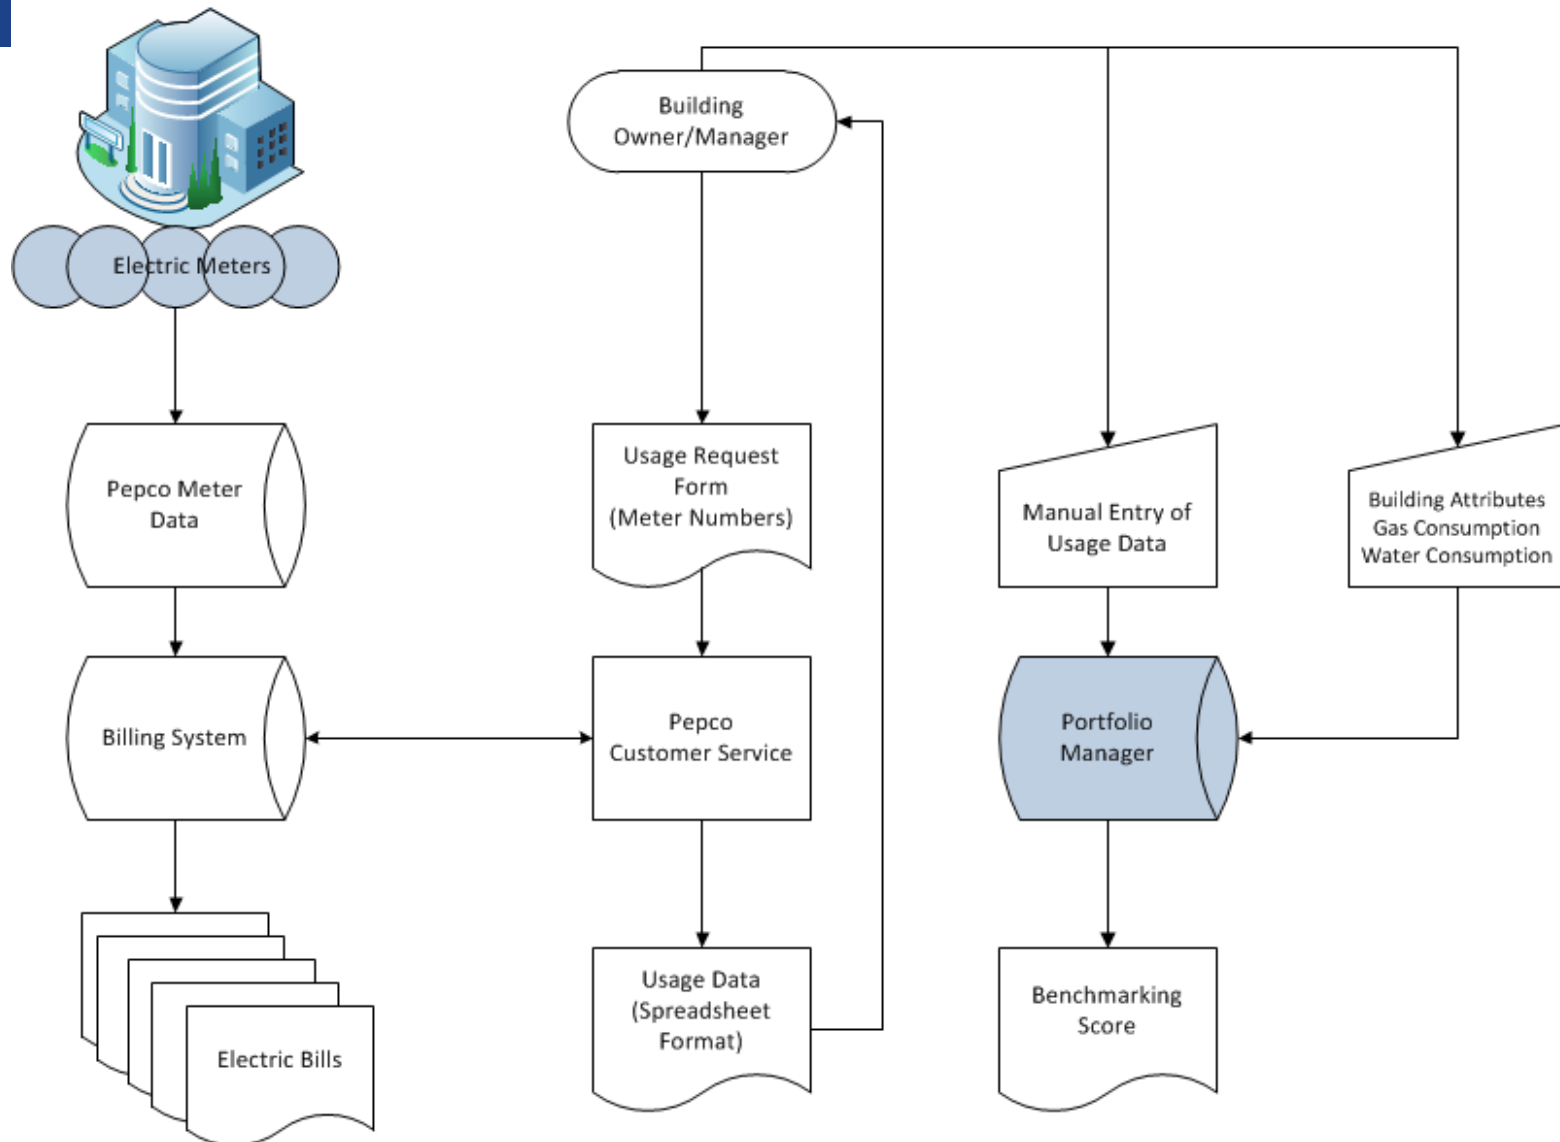 Building
Owner/Manager
Electric Meters
Pepco Meter
Data
Usage Request
Form
(Meter Numbers)
Manual Entry of
Usage Data
Building Attributes
Gas Consumption
Water Consumption
Billing System
Pepco
Customer Service
Portfolio
Manager
Electric Bills
Usage Data
(Spreadsheet
Format)
Benchmarking
Score